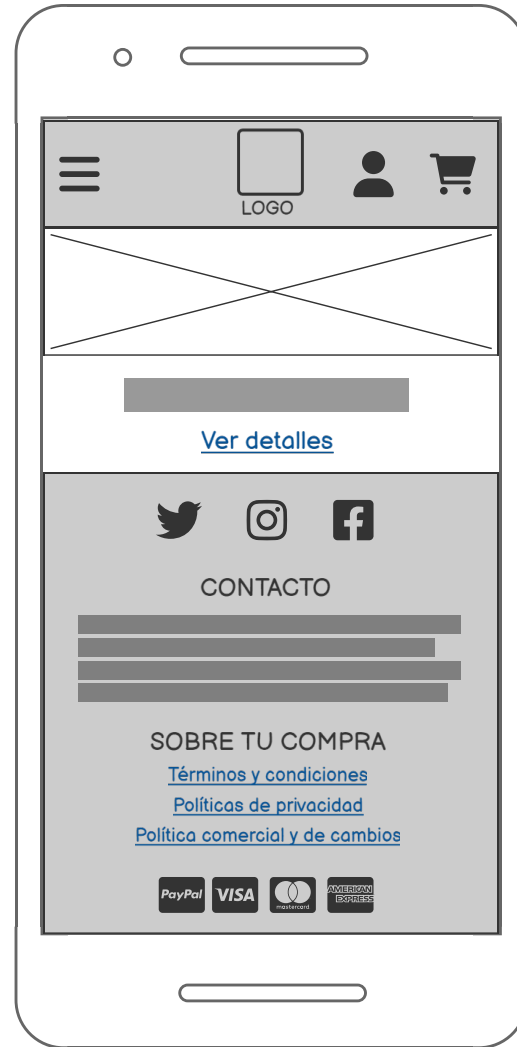 LOGO
Ver detalles
CONTACTO
SOBRE TU COMPRA
Términos y condiciones
Políticas de privacidad
Política comercial y de cambios
PayPal VISA mastercard AMERICAN EXPRESS